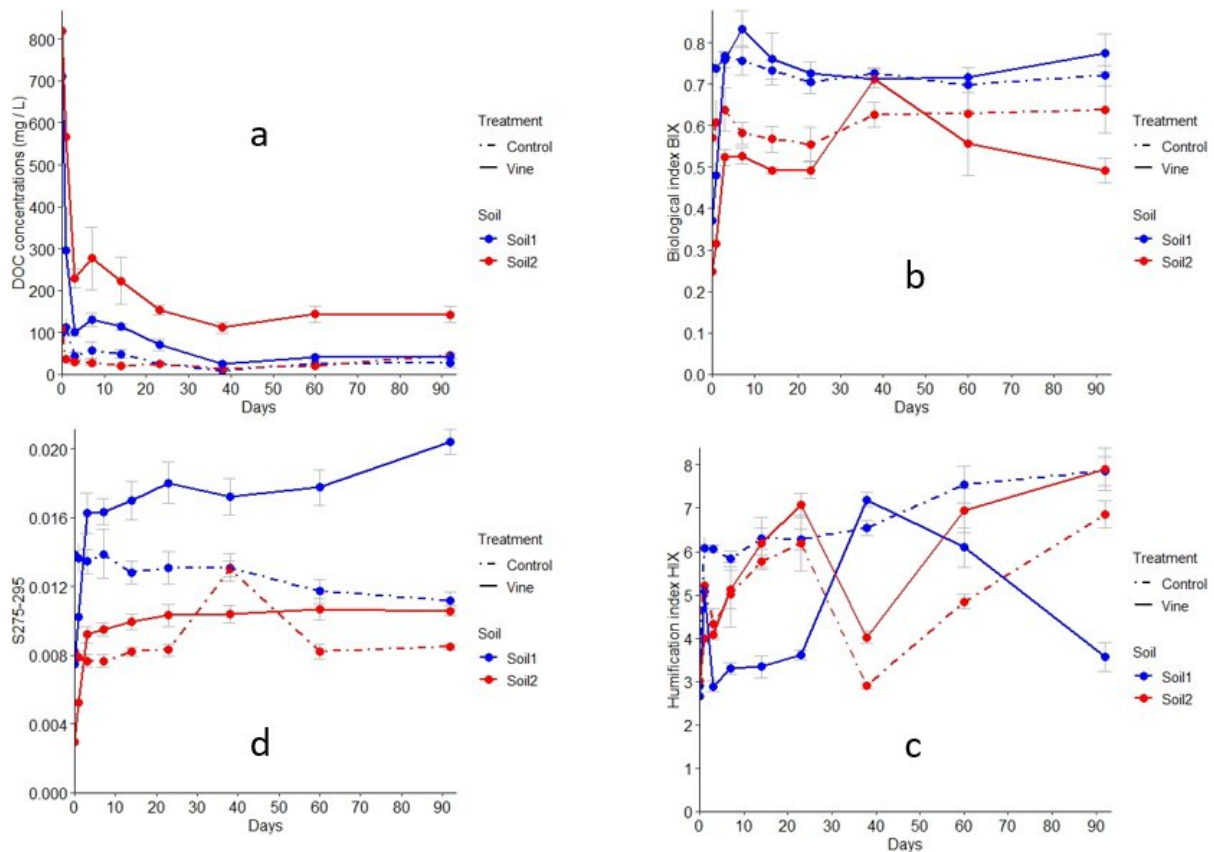 DOC concentrations (mg / L)
800
700
600
500
400
300
200
100
0
0 10 20 30 40 50 60 70 80 90
Days
a
Treatment
Control
Vine
Soil
Soil1
Soil2
Biological index BIX
0.8
0.7
0.6
0.5
0.4
0.3
0.2
0.1
0.0
0 10 20 30 40 50 60 70 80 90
Days
b
Treatment
Control
Vine
Soil
Soil1
Soil2
S275-295
0.020
0.016
0.012
0.008
0.004
0.000
0 10 20 30 40 50 60 70 80 90
Days
d
Treatment
Control
Vine
Soil
Soil1
Soil2
Humification index HIX
8
7
6
5
4
3
2
1
0
0 10 20 30 40 50 60 70 80 90
Days
c
Treatment
Control
Vine
Soil
Soil1
Soil2